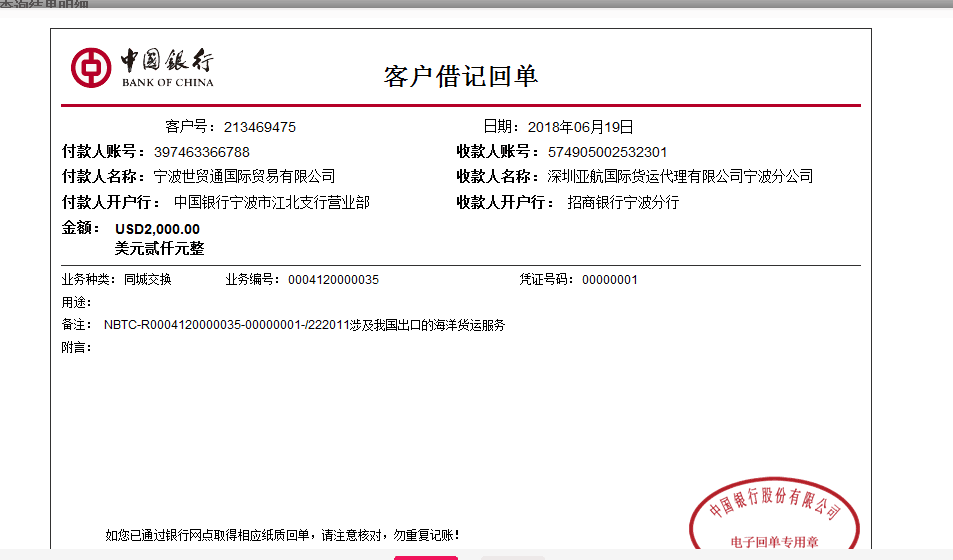 查询结果明细
中国銀行
BANK OF CHINA
客户借记回单
客户号： 213469475 日期： 2018年06月19日
付款人账号： 397463366788 收款人账号： 574905002532301
付款人名称： 宁波世贸通国际贸易有限公司 收款人名称： 深圳亚航国际货运代理有限公司宁波分公司
付款人开户行： 中国银行宁波市江北支行营业部 收款人开户行： 招商银行宁波分行
金额： USD2,000.00
美元贰仟元整
业务种类： 同城交换 业务编号： 0004120000035 凭证号码： 00000001
用途：
备注： NBTC-R0004120000035-00000001-/222011涉及我国出口的海洋货运服务
附言：
如您已通过银行网点取得相应纸质回单，请注意核对，勿重复记账！
中国银行股份有限公司
电子回单专用章